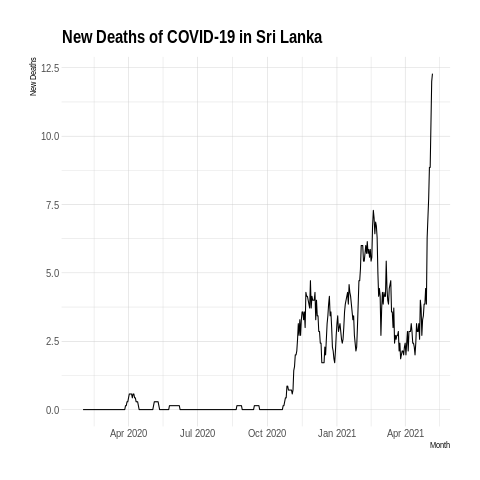 New Deaths of COVID-19 in Sri Lanka
New Deaths
12.5
10.0
7.5
5.0
2.5
0.0
Apr 2020 Jul 2020 Oct 2020 Jan 2021 Apr 2021
Month